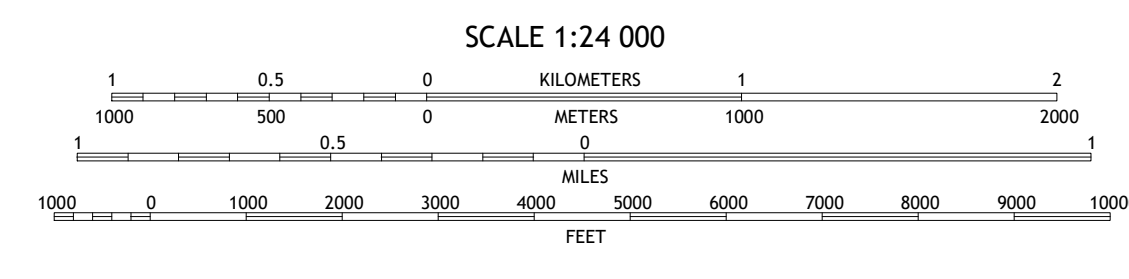 SCALE 1:24 000
1 0.5 0 KILOMETERS 1 2
1000 500 0 METERS 1000 2000
1 0.5 0 1
MILES
1000 0 1000 2000 3000 4000 5000 6000 7000 8000 9000 1000
FEET